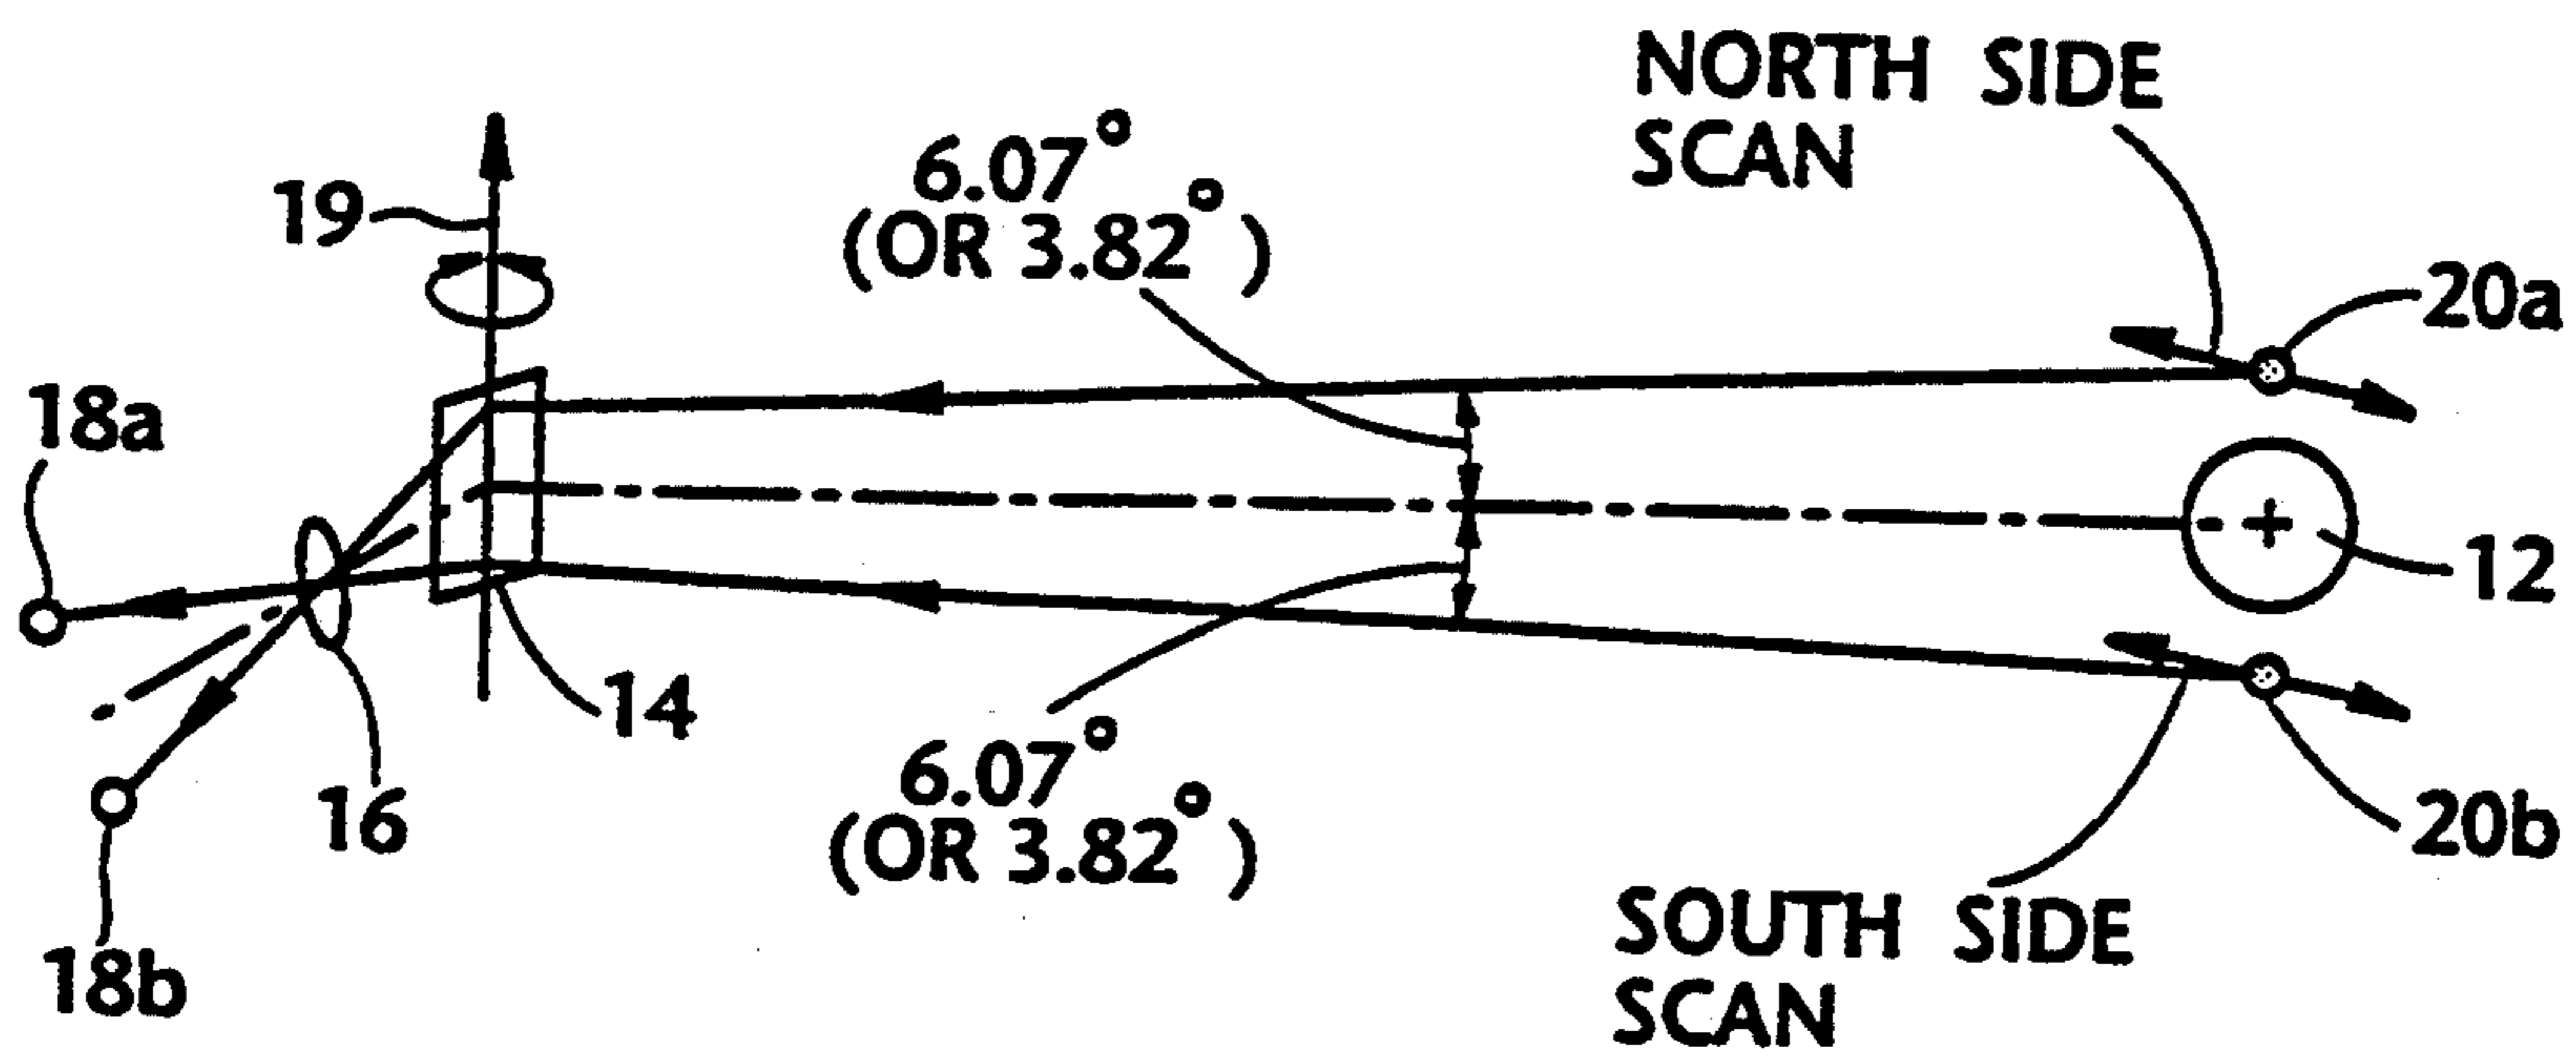 NORTH SIDE
SCAN
6.07°
(OR 3.82°)
19
20a
18a
12
14
16
6.07°
(OR 3.82°)
20b
18b
SOUTH SIDE
SCAN